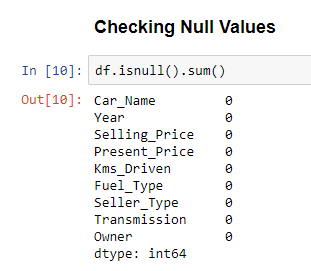 Checking Null Values
In [10]: df.isnull().sum()
Out[10]: Car_Name         0
Year             0
Selling_Price    0
Present_Price    0
Kms_Driven       0
Fuel_Type        0
Seller_Type      0
Transmission     0
Owner            0
dtype: int64